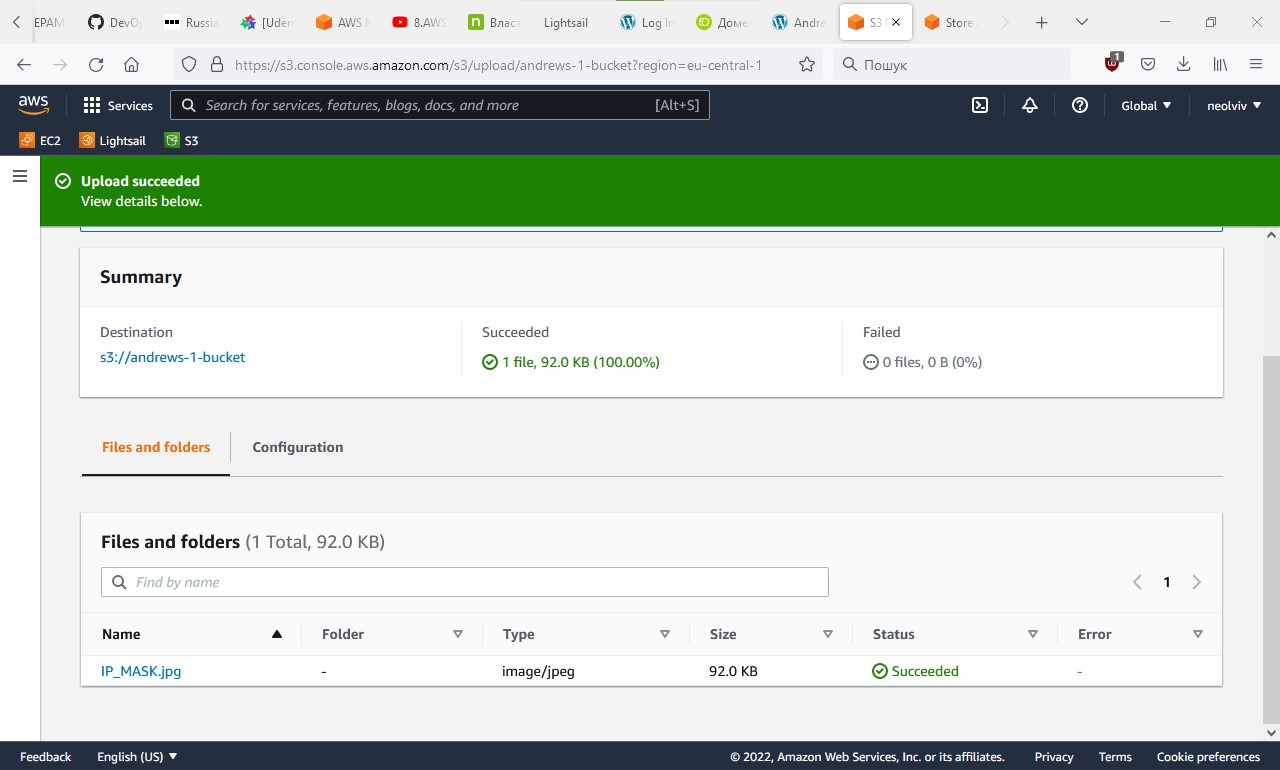 EPAM
DevO
Russia
[Uden
AWS
8.AWS
Власт
Lightsail
Log In
Доме
Andre
S3
Store
https://s3.console.aws.amazon.com/s3/upload/andrews-1-bucket?region=eu-central-1
Пошук
1
aws
Services
Search for services, features, blogs, docs, and more
[Alt+S]
Global
neolviv
EC2
Lightsail
S3
Upload succeeded
View details below.
Summary
Destination
s3://andrews-1-bucket
Succeeded
1 file, 92.0 KB (100.00%)
Failed
0 files, 0 B (0%)
Files and folders
Configuration
Files and folders (1 Total, 92.0 KB)
Find by name
1
Name
Folder
Type
Size
Status
Error
IP_MASK.jpg
-
image/jpeg
92.0 KB
Succeeded
-
Feedback
English (US)
© 2022, Amazon Web Services, Inc. or its affiliates.
Privacy
Terms
Cookie preferences